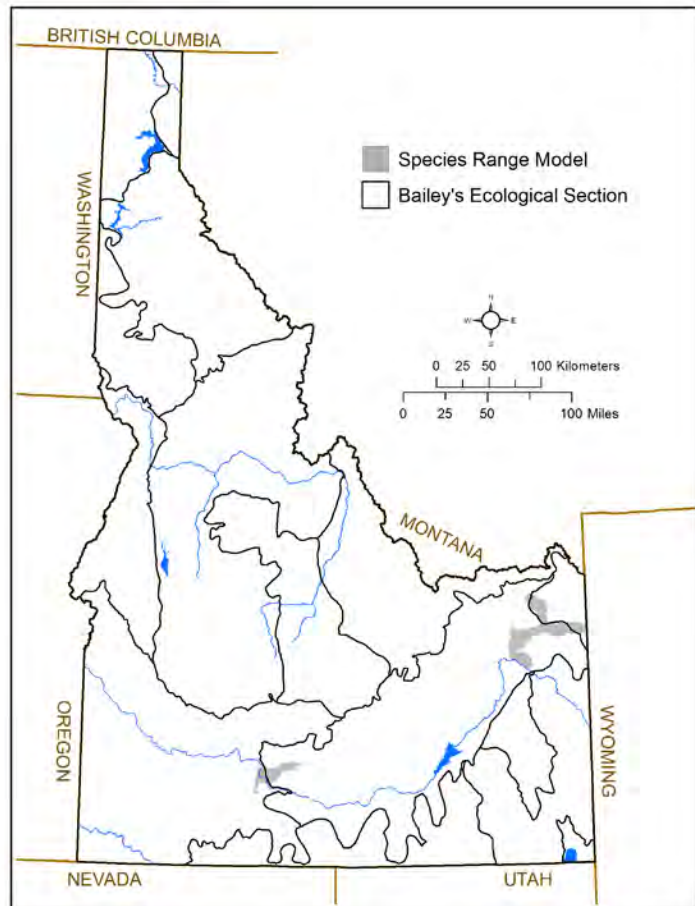 BRITISH COLUMBIA
WASHINGTON
Species Range Model
Bailey's Ecological Section
N
W E
S
0 25 50 100 Kilometers
0 25 50 100 Miles
MONTANA
OREGON
WYOMING
NEVADA
UTAH